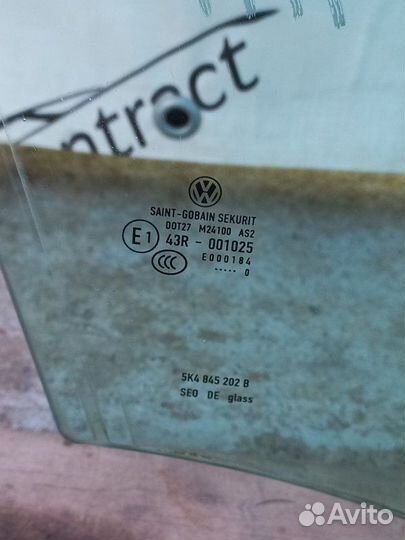 ntract
SAINT-GOBAIN SEKURIT
DOT27 M24100 AS2
E1 43R - 001025
CCC E000184
..... 0
5K4 845 202 B
SEO DE glass
Avito